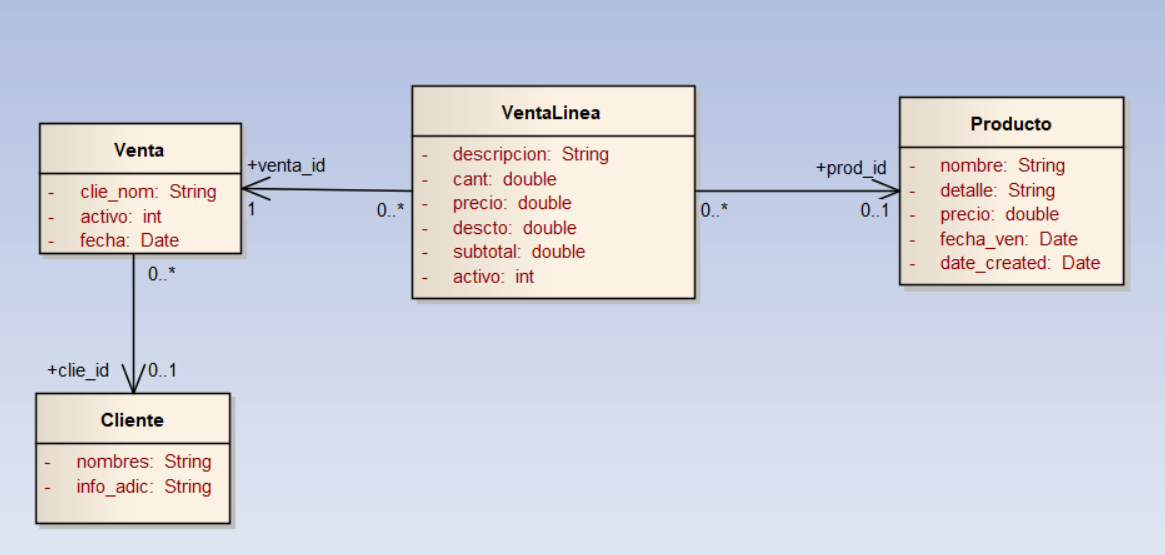 Venta
- clie_nom: String
- activo: int
- fecha: Date
+venta_id
1
0..*
VentaLinea
- descripcion: String
- cant: double
- precio: double
- descto: double
- subtotal: double
- activo: int
0..*
+prod_id
0..1
Producto
- nombre: String
- detalle: String
- precio: double
- fecha_ven: Date
- date_created: Date
0..*
+clie_id
0..1
Cliente
- nombres: String
- info_adic: String